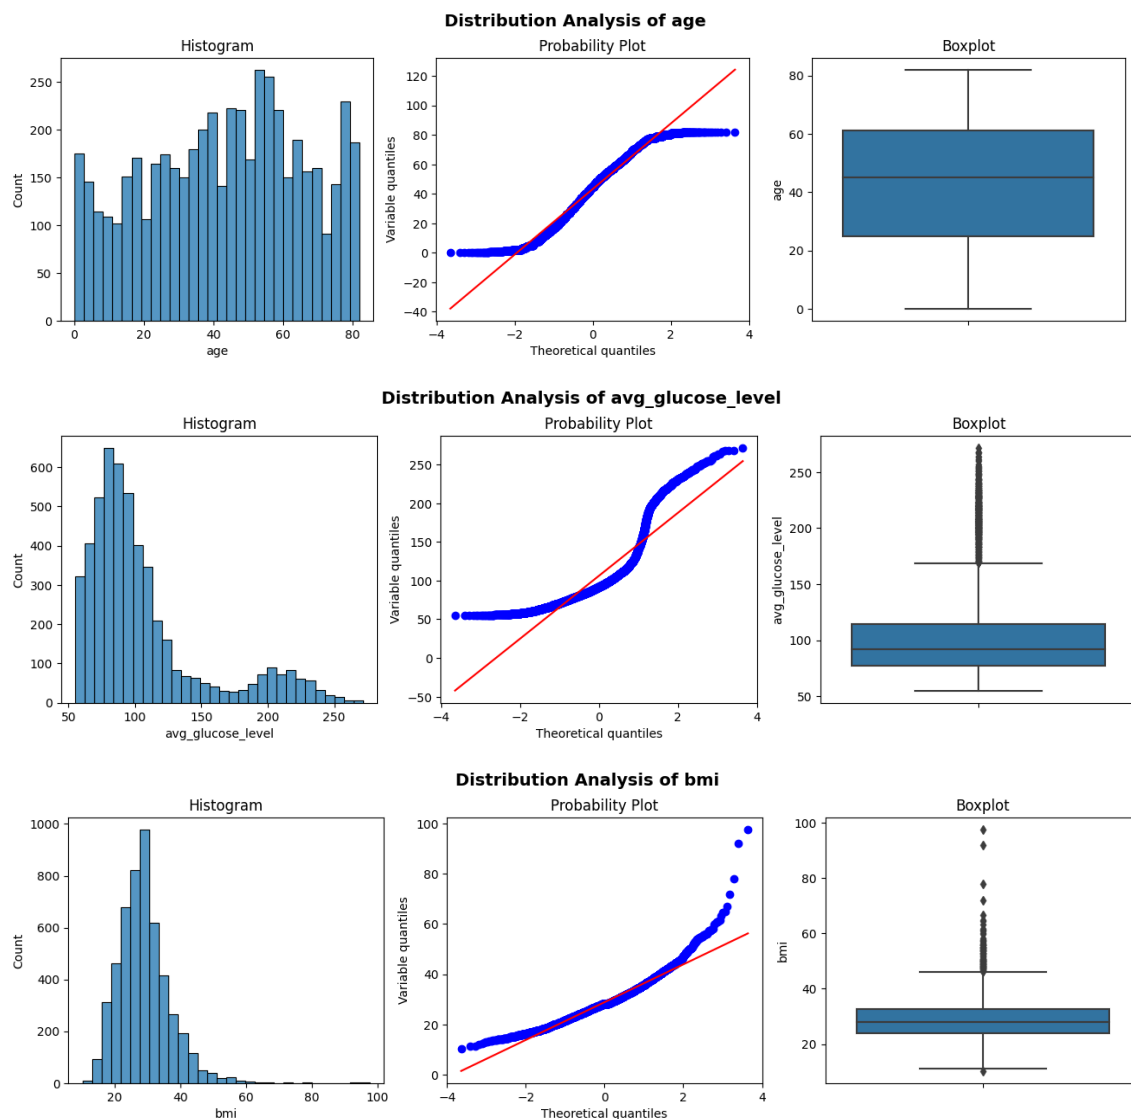 Distribution Analysis of age
Histogram
Probability Plot
Boxplot
250
200
150
100
50
0
Count
0 20 40 60 80
age
120
100
80
60
40
20
0
−20
−40
Variable quantiles
−4 −2 0 2 4
Theoretical quantiles
80
60
40
20
0
age
Distribution Analysis of avg_glucose_level
Histogram
Probability Plot
Boxplot
600
500
400
300
200
100
0
Count
50 100 150 200 250
avg_glucose_level
250
200
150
100
50
0
−50
Variable quantiles
−4 −2 0 2 4
Theoretical quantiles
250
200
150
100
50
avg_glucose_level
Distribution Analysis of bmi
Histogram
Probability Plot
Boxplot
1000
800
600
400
200
0
Count
20 40 60 80 100
bmi
100
80
60
40
20
0
Variable quantiles
−4 −2 0 2 4
Theoretical quantiles
100
80
60
40
20
bmi